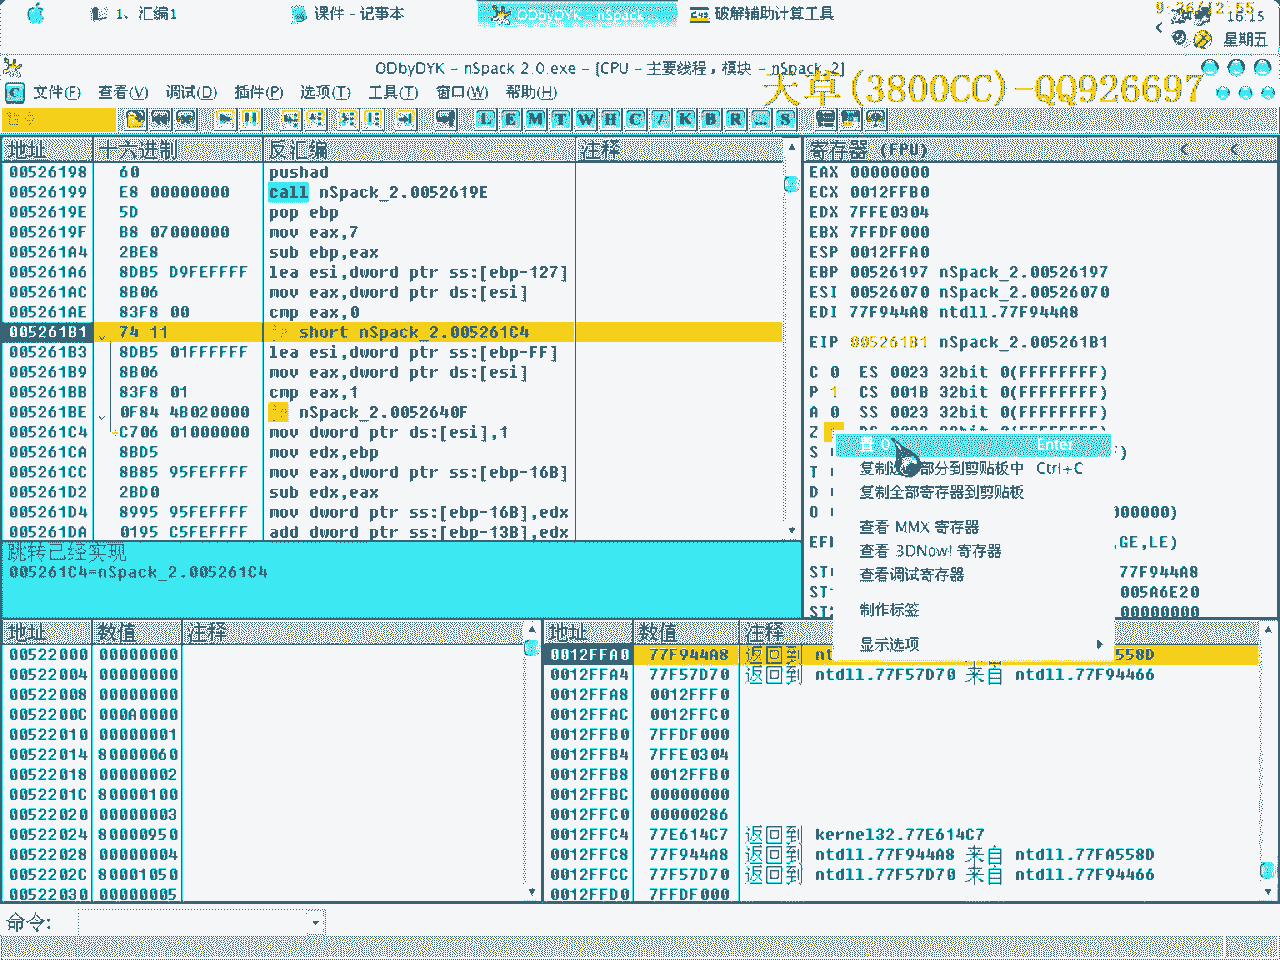 1、汇编1
课件 - 记事本
ODbyDYK - nSpack
破解辅助计算工具
16:15
星期五
ODbyDYK - nSpack 2.0.exe - [CPU - 主要线程, 模块 - nSpack_2]
天草(3800CC)-QQ926697
C 文件(F) 查看(V) 调试(D) 插件(P) 选项(T) 工具(T) 窗口(W) 帮助(H)
L E M T W H C / K B R ... S
地址 十六进制 反汇编 注释
00526198 60 pushad
00526199 E8 00000000 call nSpack_2.0052619E
0052619E 5D pop ebp
0052619F B8 07000000 mov eax,7
005261A4 2BE8 sub ebp,eax
005261A6 8DB5 D9FEFFFF lea esi,dword ptr ss:[ebp-127]
005261AC 8B06 mov eax,dword ptr ds:[esi]
005261AE 83F8 00 cmp eax,0
005261B1 74 11 short nSpack_2.005261C4
005261B3 8DB5 01FFFFFF lea esi,dword ptr ss:[ebp-FF]
005261B9 8B06 mov eax,dword ptr ds:[esi]
005261BB 83F8 01 cmp eax,1
005261BE 0F84 4B020000 nSpack_2.0052640F
005261C4 C706 01000000 mov dword ptr ds:[esi],1
005261CA 8BD5 mov edx,ebp
005261CC 8B85 95FEFFFF mov eax,dword ptr ss:[ebp-16B]
005261D2 2BD0 sub edx,eax
005261D4 8995 95FEFFFF mov dword ptr ss:[ebp-16B],edx
005261DA 0195 C5FEFFFF add dword ptr ss:[ebp-13B],edx
寄存器 (FPU) < <
EAX 00000000
ECX 0012FFB0
EDX 7FFE0304
EBX 7FFDF000
ESP 0012FFA0
EBP 00526197 nSpack_2.00526197
ESI 00526070 nSpack_2.00526070
EDI 77F944A8 ntdll.77F944A8
EIP 005261B1 nSpack_2.005261B1
C 0 ES 0023 32bit 0(FFFFFFFF)
P 1 CS 001B 32bit 0(FFFFFFFF)
A 0 SS 0023 32bit 0(FFFFFFFF)
Z
S
T
D
O 00000)
EF ,GE,LE)
ST 77F944A8
ST 005A6E20
ST 00000000
置 0 Enter
部分到剪贴板中 Ctrl+C
复制全部寄存器到剪贴板
查看 MMX 寄存器
查看 3DNow! 寄存器
查看调试寄存器
制作标签
显示选项
跳转已经实现
005261C4=nSpack_2.005261C4
地址 数值 注释
00522000 00000000
00522004 00000000
00522008 00000000
0052200C 000A0000
00522010 00000001
00522014 80000060
00522018 00000002
0052201C 80000100
00522020 00000003
00522024 80000950
00522028 00000004
0052202C 80001050
00522030 00000005
地址 数值 注释
0012FFA0 77F944A8 返回到 nt 558D
0012FFA4 77F57D70 返回到 ntdll.77F57D70 来自 ntdll.77F94466
0012FFA8 0012FFF0
0012FFAC 0012FFC0
0012FFB0 7FFDF000
0012FFB4 7FFE0304
0012FFB8 0012FFB0
0012FFBC 00000000
0012FFC0 00000286
0012FFC4 77E614C7 返回到 kernel32.77E614C7
0012FFC8 77F944A8 返回到 ntdll.77F944A8 来自 ntdll.77FA558D
0012FFCC 77F57D70 返回到 ntdll.77F57D70 来自 ntdll.77F94466
0012FFD0 7FFDF000
命令: